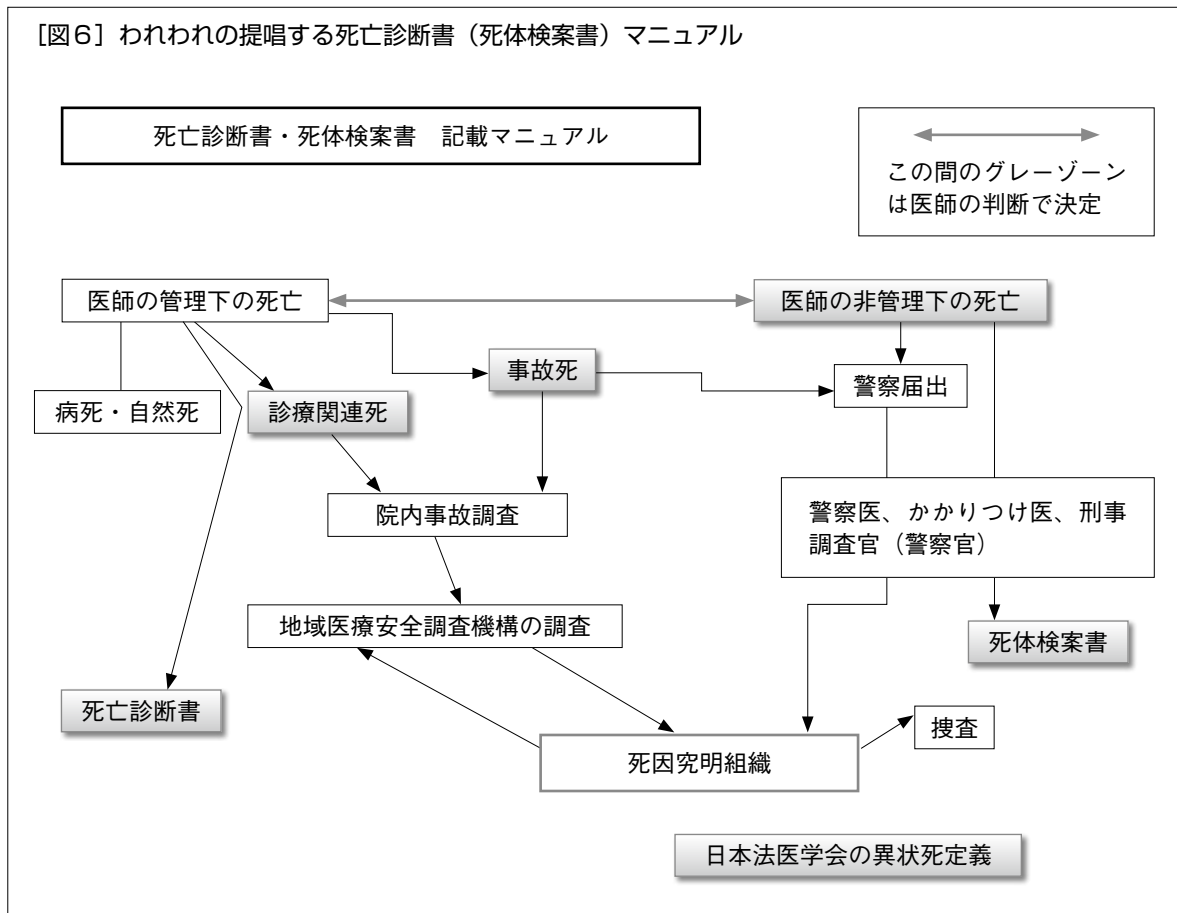 ［図６］われわれの提唱する死亡診断書（死体検案書）マニュアル
死亡診断書・死体検案書　記載マニュアル
この間のグレーゾーン
は医師の判断で決定
医師の管理下の死亡
医師の非管理下の死亡
事故死
警察届出
病死・自然死
診療関連死
院内事故調査
警察医、かかりつけ医、刑事
調査官（警察官）
地域医療安全調査機構の調査
死体検案書
死亡診断書
捜査
死因究明組織
日本法医学会の異状死定義